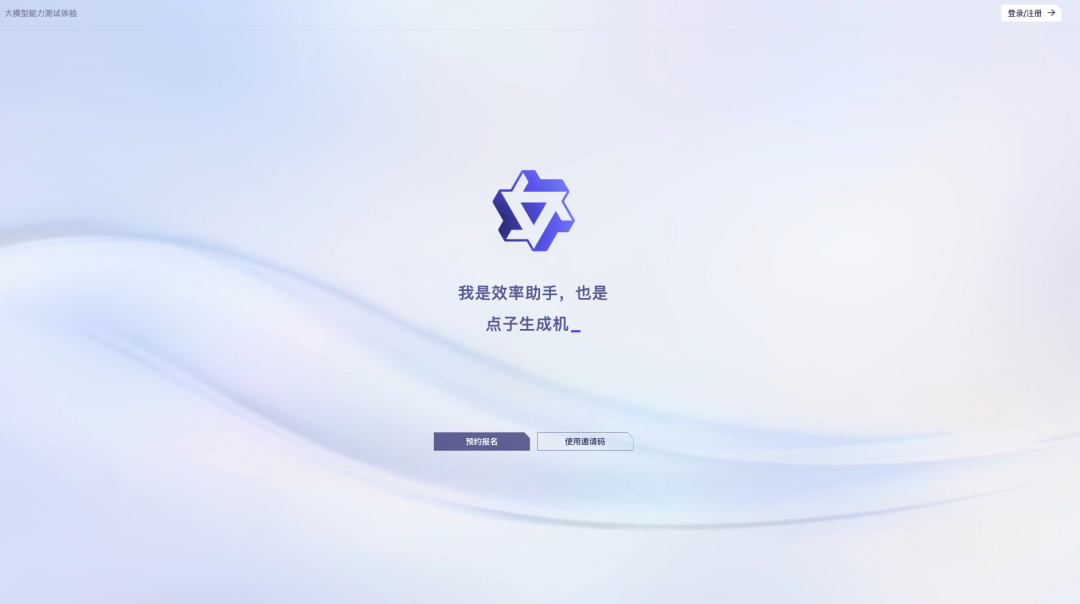 大模型能力测试体验
登录/注册 →
我是效率助手，也是
点子生成机_
预约报名
使用邀请码